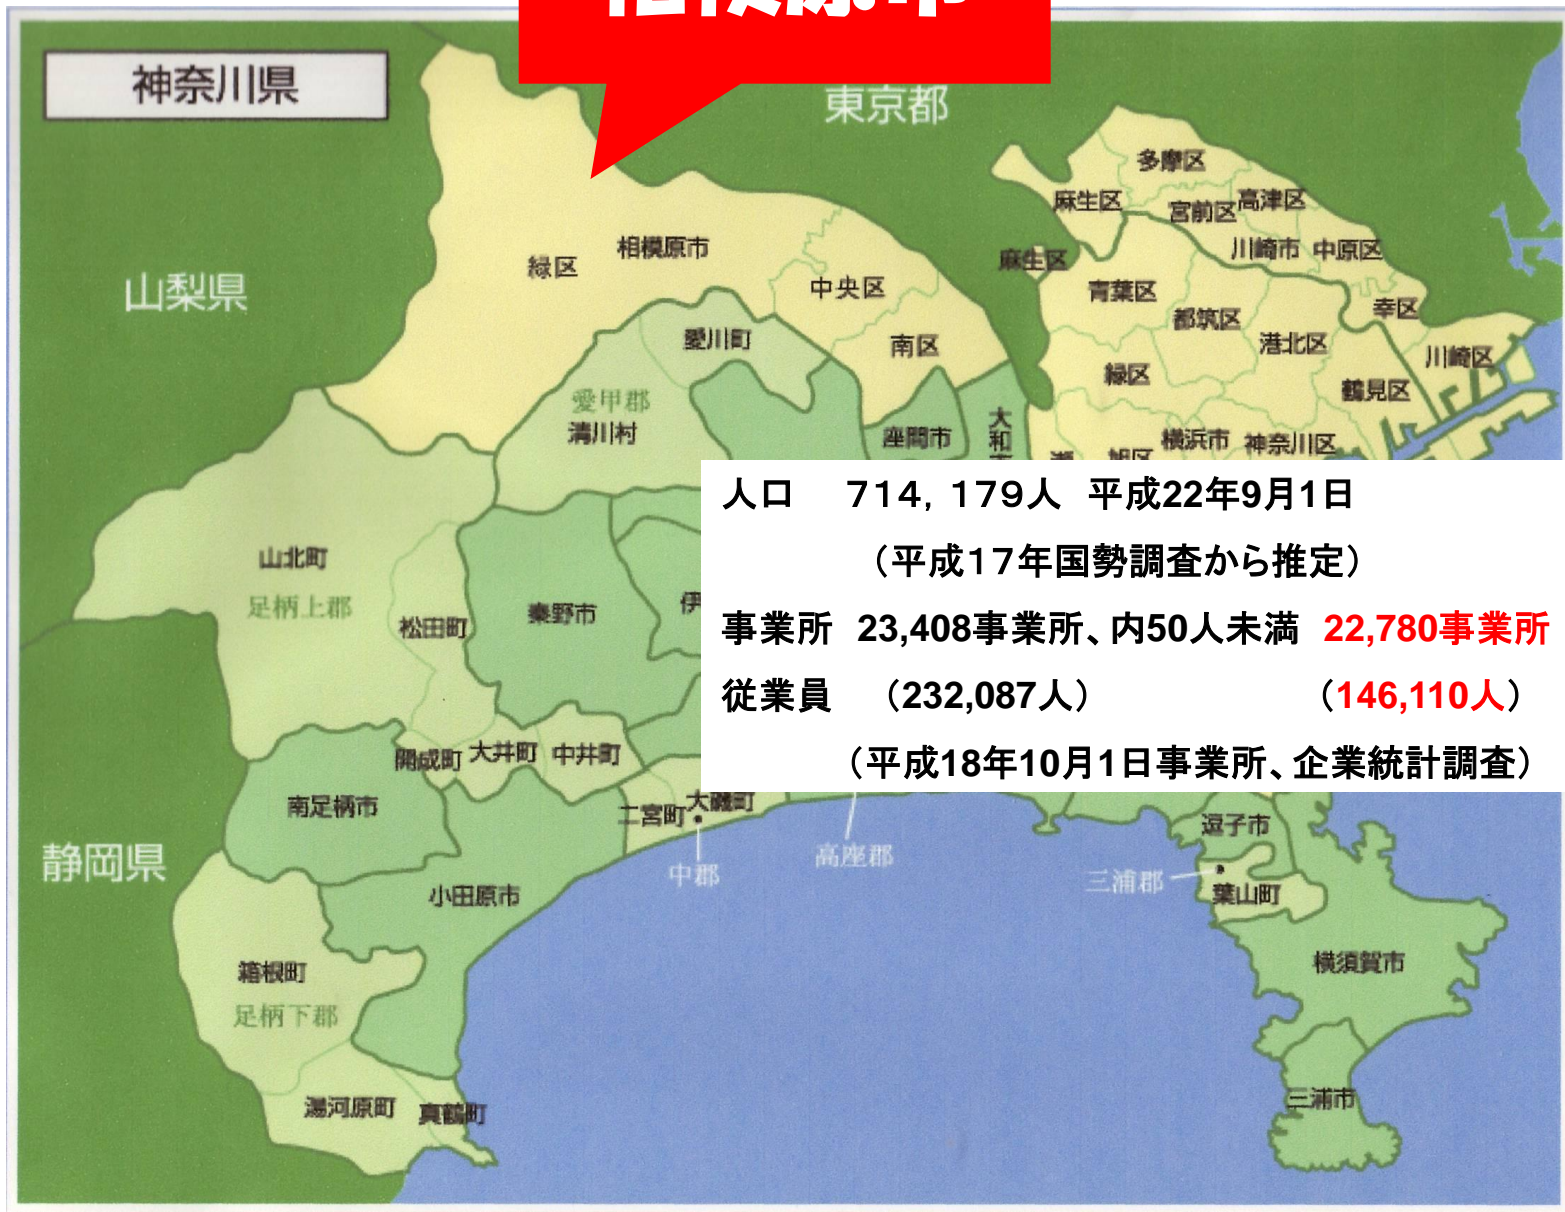 相模原市
神奈川県
東京都
多摩区
麻生区
宮前区
高津区
川崎市
中原区
麻生区
山梨県
緑区
相模原市
中央区
青葉区
都筑区
幸区
愛川町
南区
港北区
川崎区
緑区
鶴見区
愛甲郡
清川村
座間市
大和
横浜市
神奈川区
旭区
人口 714,179人 平成22年9月1日
(平成17年国勢調査から推定)
事業所 23,408事業所、内50人未満 22,780事業所
従業員 (232,087人) (146,110人)
(平成18年10月1日事業所、企業統計調査)
山北町
足柄上郡
松田町
秦野市
伊
開成町
大井町
中井町
南足柄市
二宮町
大磯町
逗子市
静岡県
中郡
高座郡
三浦郡
葉山町
小田原市
箱根町
足柄下郡
横須賀市
湯河原町
真鶴町
三浦市